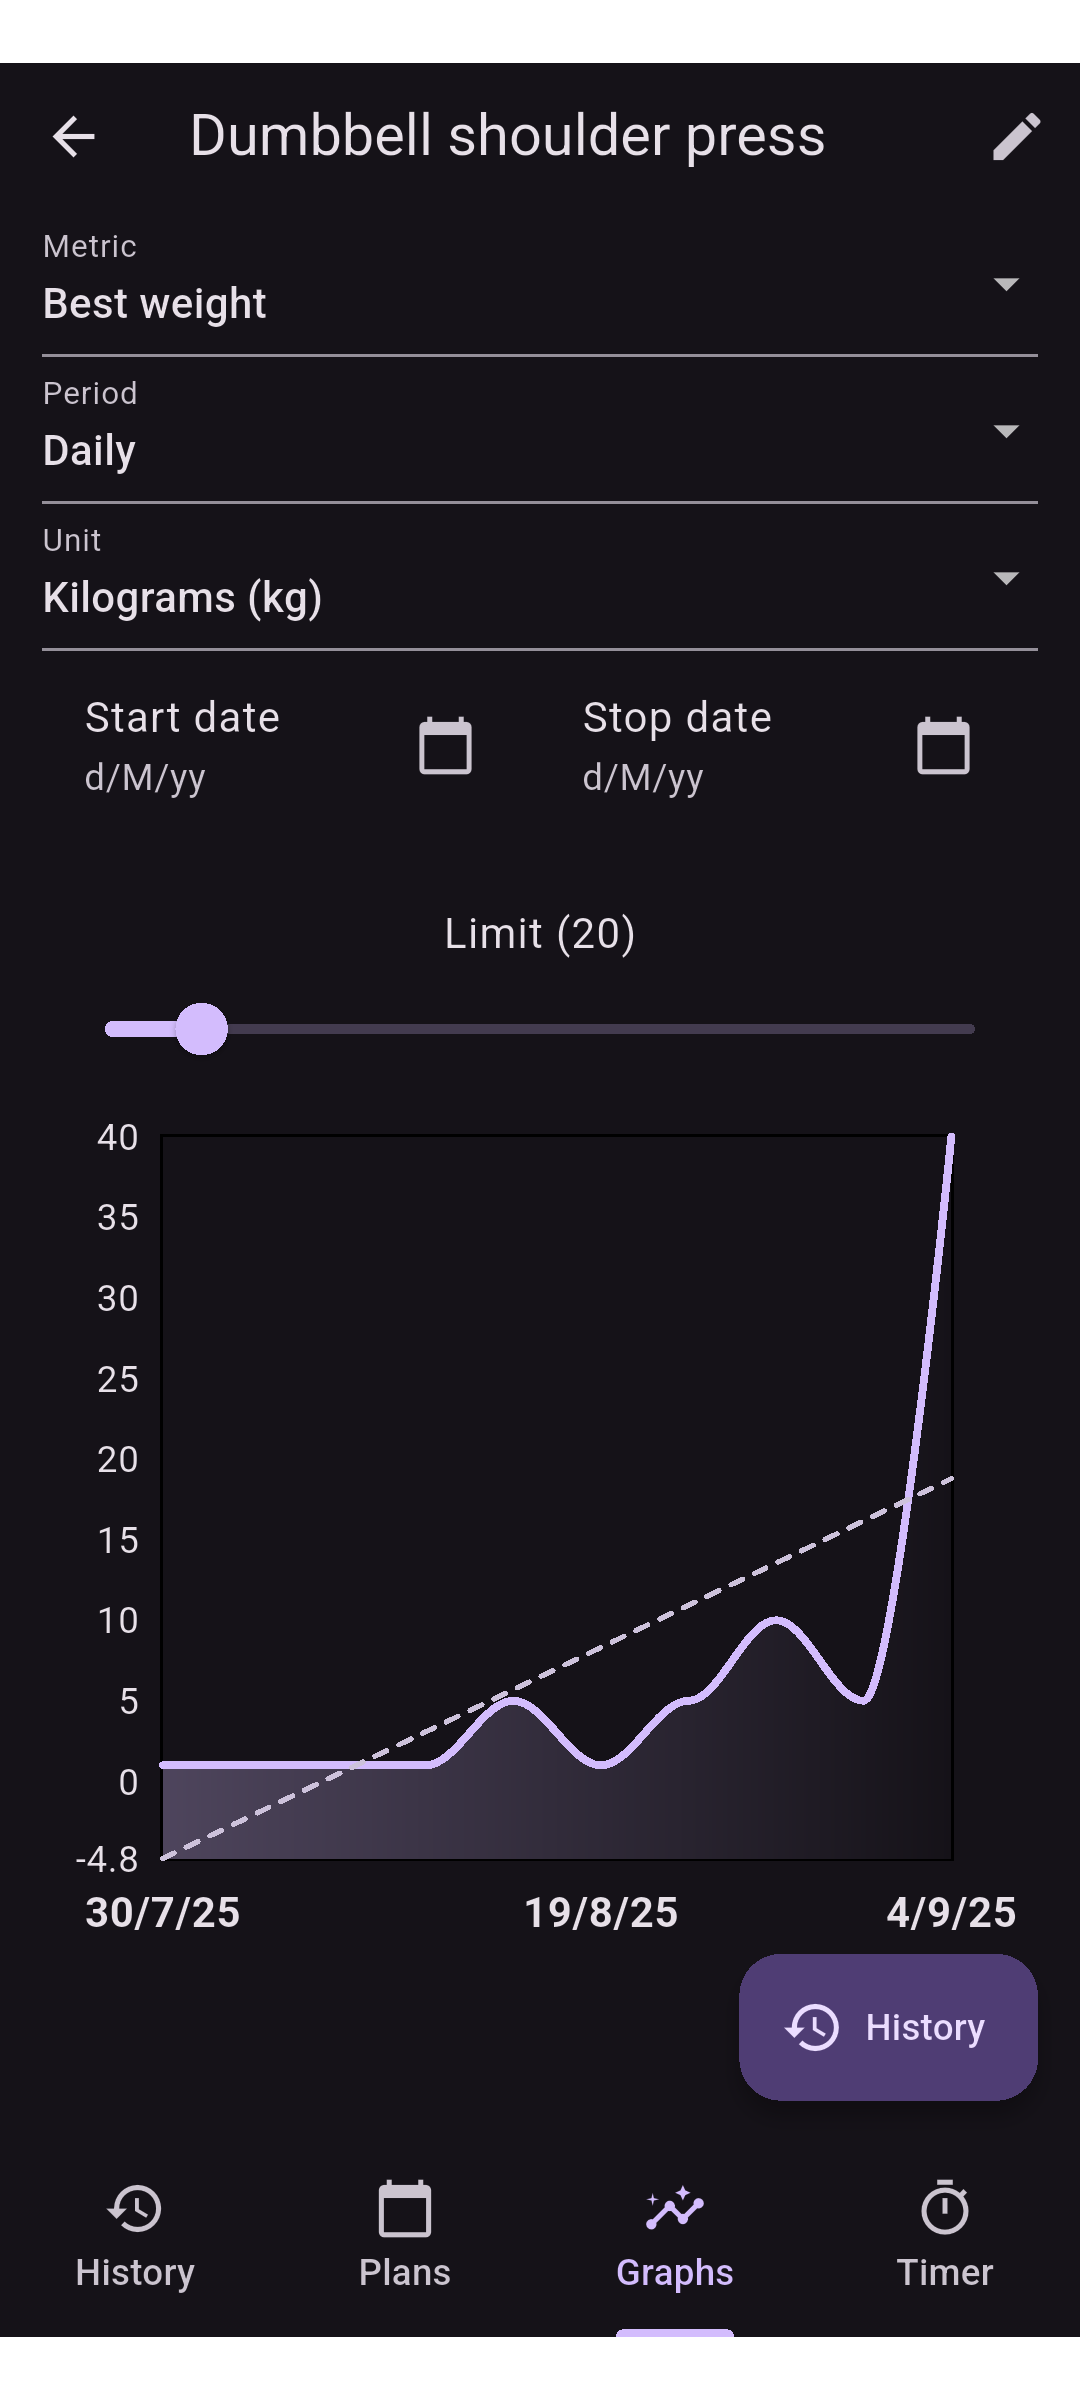 Dumbbell shoulder press
Metric
Best weight
Period
Daily
Unit
Kilograms (kg)
Start date
d/M/yy
Stop date
d/M/yy
Limit (20)
40
35
30
25
20
15
10
5
0
-4.8
30/7/25
19/8/25
4/9/25
History
History
Plans
Graphs
Timer